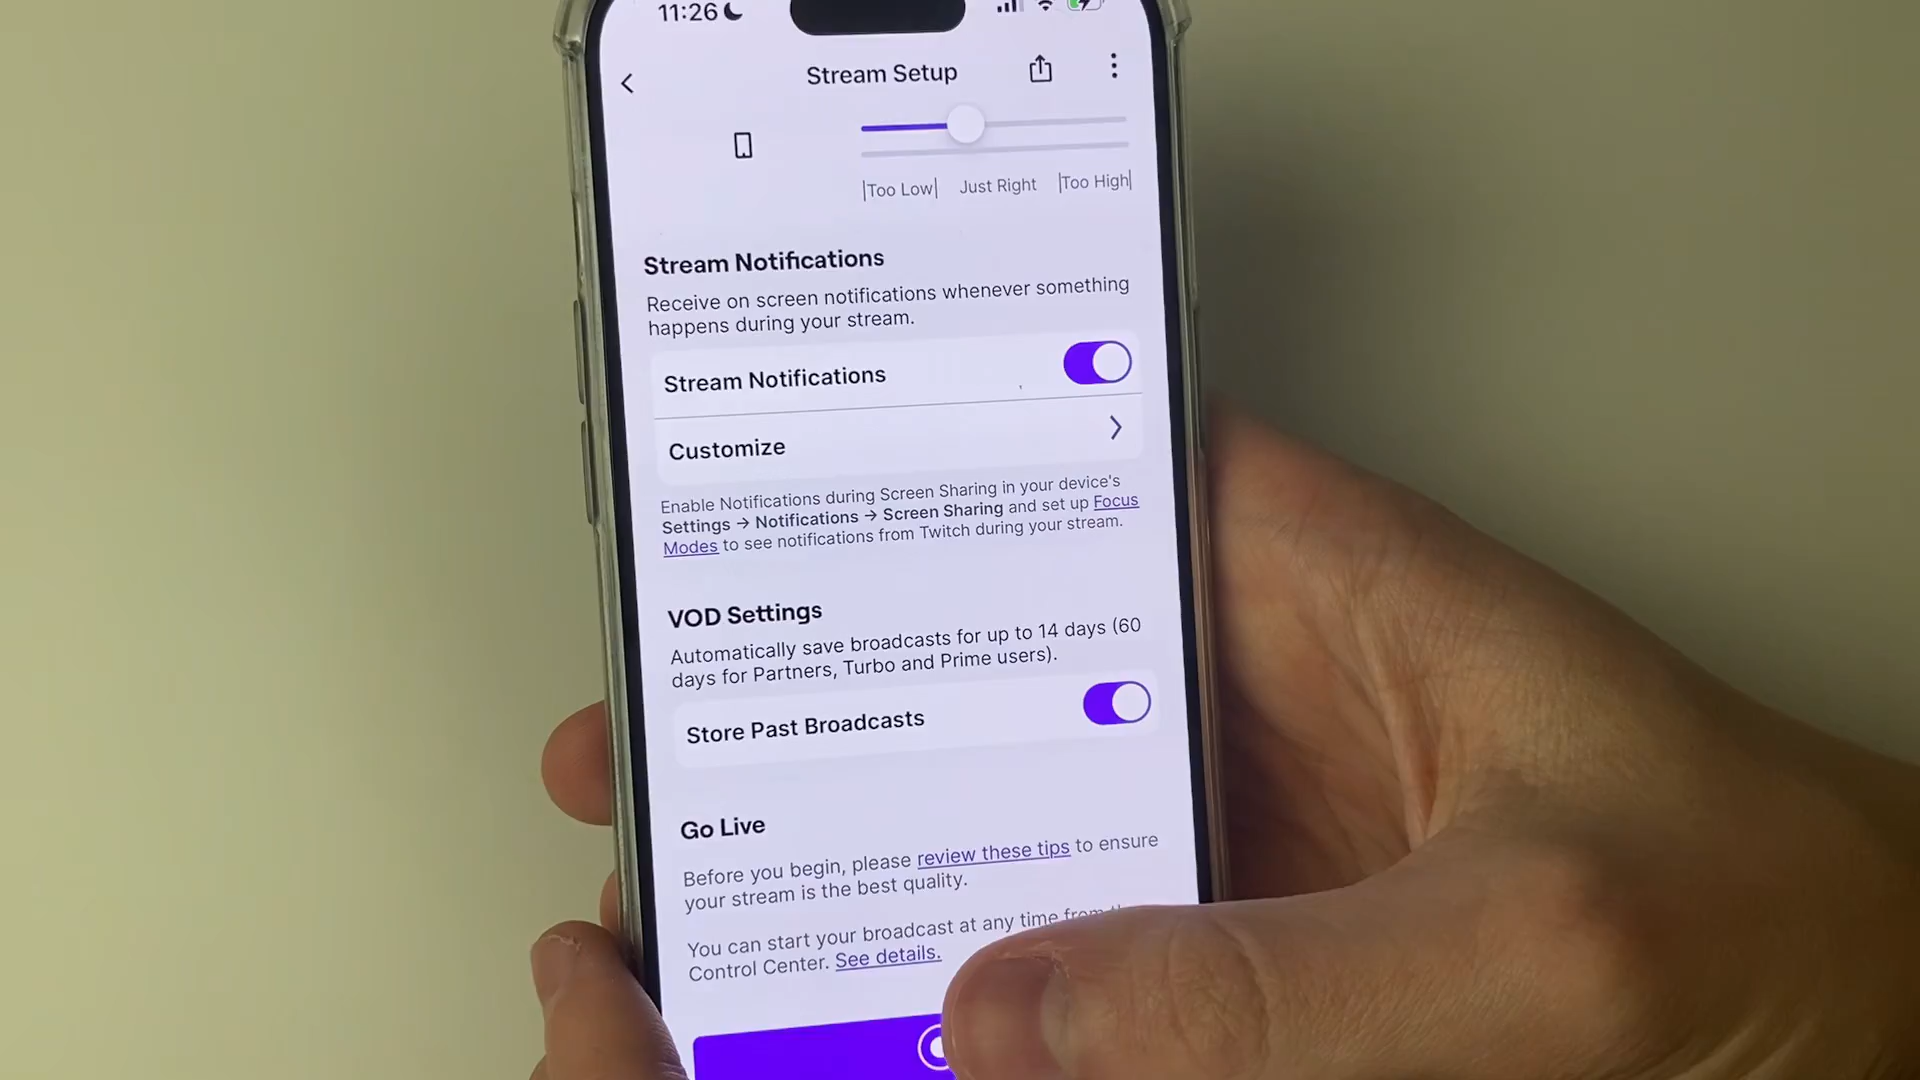 11:26
Stream Setup
|Too Low| Just Right |Too High|
Stream Notifications
Receive on screen notifications whenever something
happens during your stream.
Stream Notifications
Customize
Enable Notifications during Screen Sharing in your device's
Settings → Notifications → Screen Sharing and set up Focus
Modes to see notifications from Twitch during your stream.
VOD Settings
Automatically save broadcasts for up to 14 days (60
days for Partners, Turbo and Prime users).
Store Past Broadcasts
Go Live
Before you begin, please review these tips to ensure
your stream is the best quality.
You can start your broadcast at any time from
Control Center. See details.